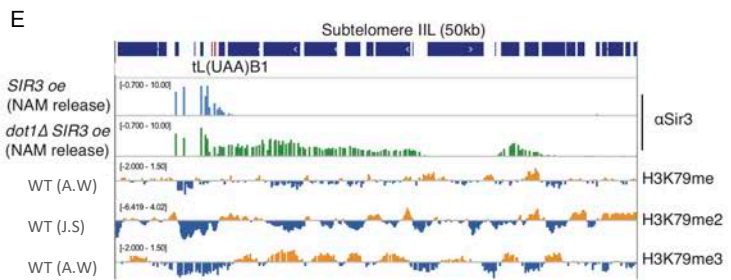 E
Subtelomere IIL (50kb)
tL(UAA)B1
SIR3 oe
(NAM release)
[-0.700 - 10.00]
dot1Δ SIR3 oe
(NAM release)
[-0.700 - 10.00]
αSir3
WT (A.W)
[-2.000 - 1.50]
H3K79me
WT (J.S)
[-6.419 - 4.02]
H3K79me2
WT (A.W)
[-2.000 - 1.50]
H3K79me3